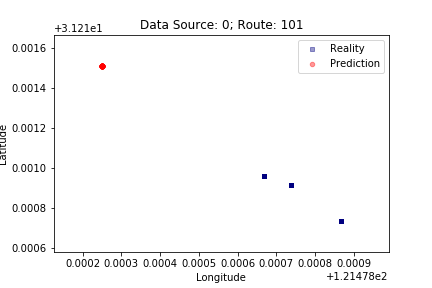 Data Source: 0; Route: 101
+3.121e1
Reality
Prediction
0.0016
0.0014
0.0012
0.0010
0.0008
0.0006
Latitude
0.0002 0.0003 0.0004 0.0005 0.0006 0.0007 0.0008 0.0009
Longitude
+1.21478e2